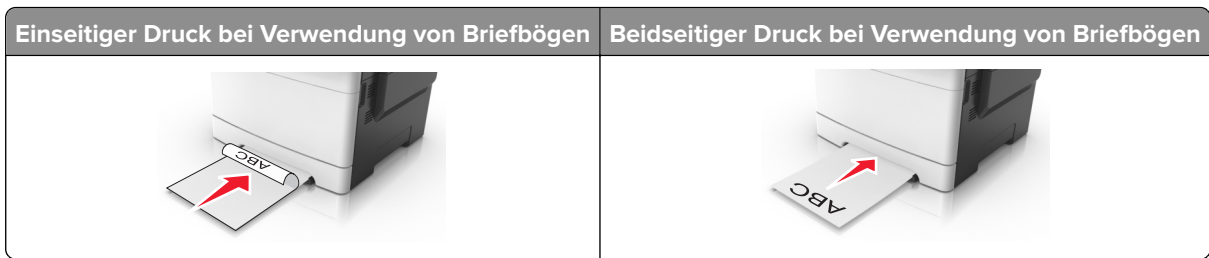 Einseitiger Druck bei Verwendung von Briefbögen
Beidseitiger Druck bei Verwendung von Briefbögen
ABC
ABC